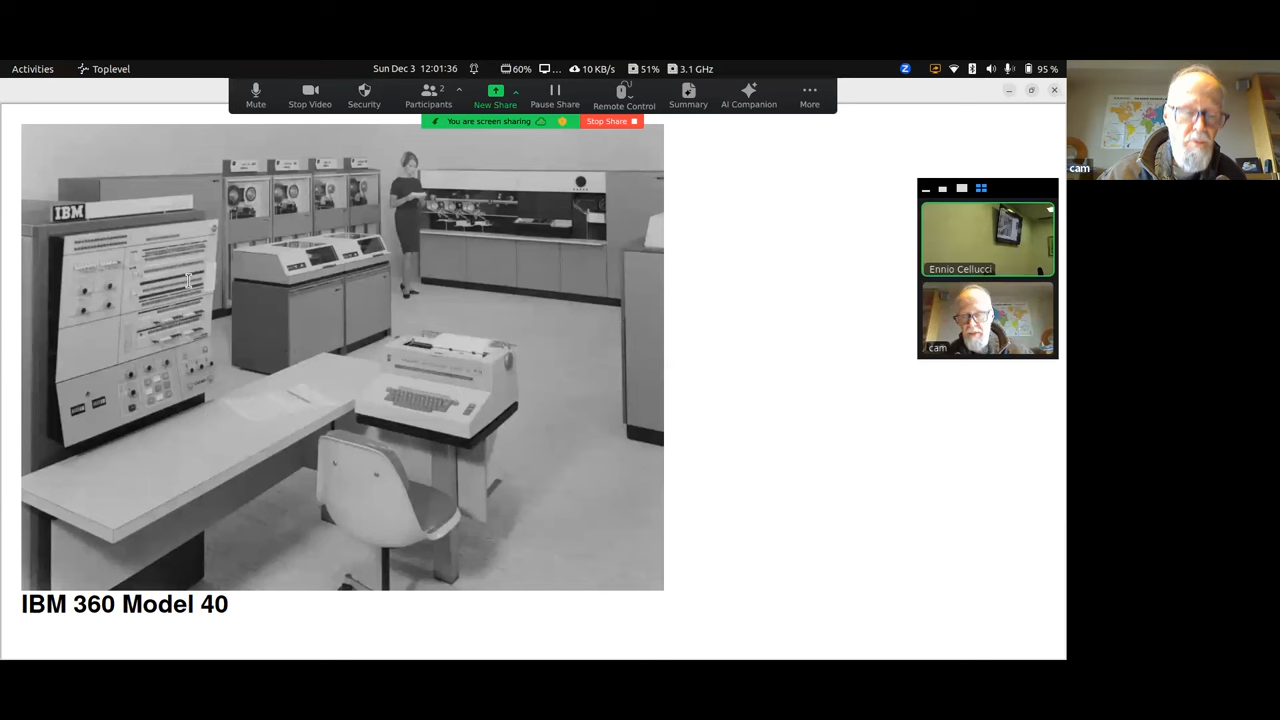 Activities
Toplevel
Sun Dec 3 12:01:36
60%
...
10 KB/s
51%
3.1 GHz
Z
95 %
Mute
Stop Video
Security
Participants
2
New Share
Pause Share
Remote Control
Summary
AI Companion
More
You are screen sharing
Stop Share
cam
Ennio Cellucci
cam
IBM
IBM 360 Model 40